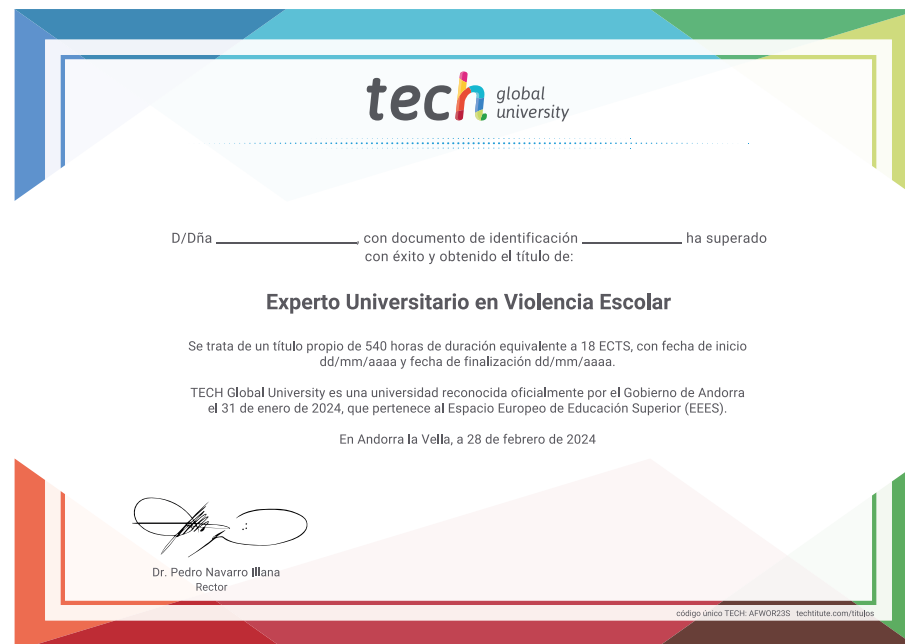 tech global
university
D/Dña ____________________, con documento de identificación ______________ ha superado
con éxito y obtenido el título de:
Experto Universitario en Violencia Escolar
Se trata de un título propio de 540 horas de duración equivalente a 18 ECTS, con fecha de inicio
dd/mm/aaaa y fecha de finalización dd/mm/aaaa.
TECH Global University es una universidad reconocida oficialmente por el Gobierno de Andorra
el 31 de enero de 2024, que pertenece al Espacio Europeo de Educación Superior (EEES).
En Andorra la Vella, a 28 de febrero de 2024
Dr. Pedro Navarro Illana
Rector
código único TECH: AFWOR23S techtitute.com/titulos